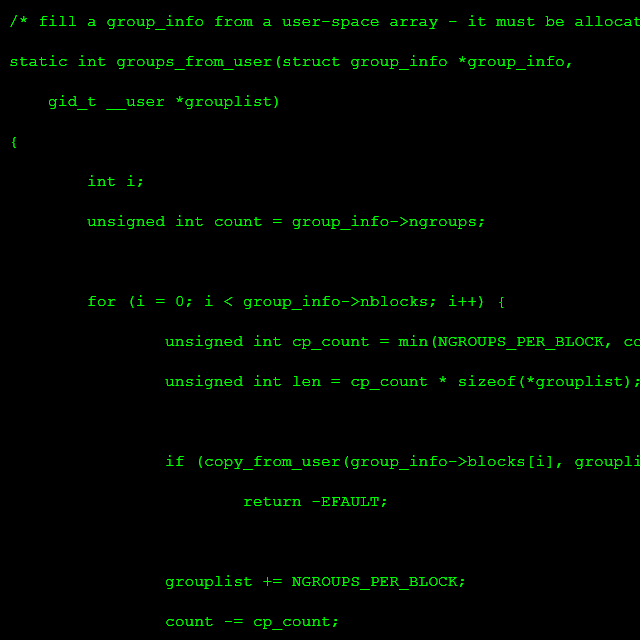 /* fill a group_info from a user-space array - it must be allocat
static int groups_from_user(struct group_info *group_info,
    gid_t __user *grouplist)
{
        int i;
        unsigned int count = group_info->ngroups;
        for (i = 0; i < group_info->nblocks; i++) {
                unsigned int cp_count = min(NGROUPS_PER_BLOCK, co
                unsigned int len = cp_count * sizeof(*grouplist);
                if (copy_from_user(group_info->blocks[i], groupli
                        return -EFAULT;
                grouplist += NGROUPS_PER_BLOCK;
                count -= cp_count;